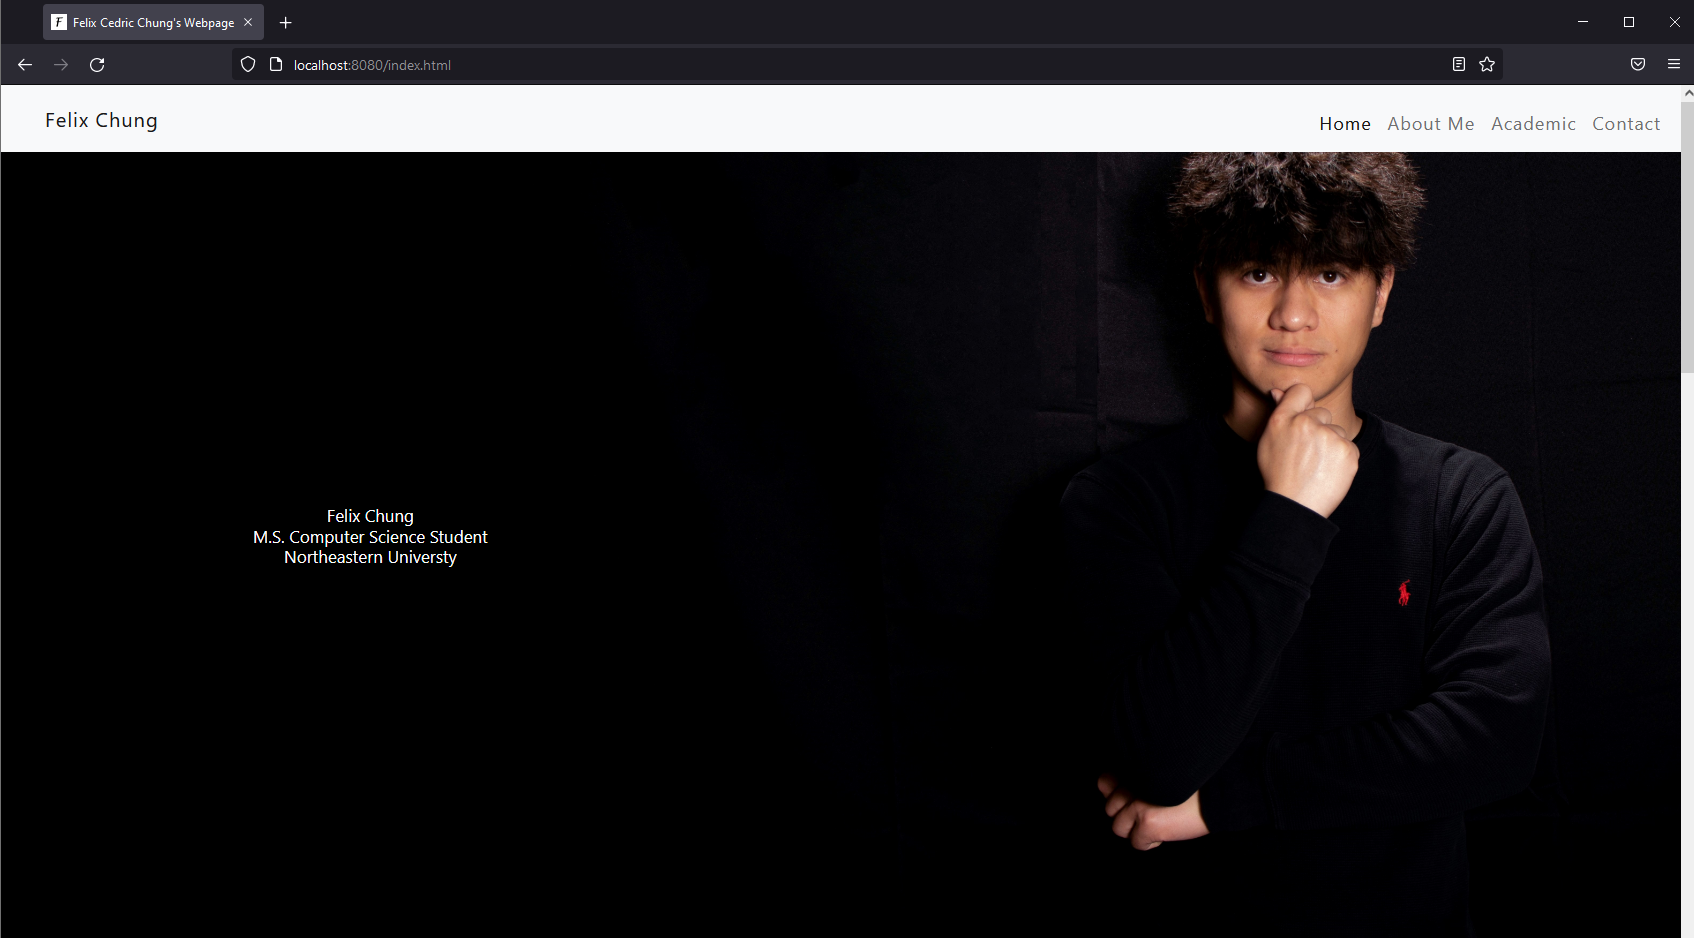 Felix Cedric Chung's Webpage
localhost:8080/index.html
Felix Chung
Home About Me Academic Contact
Felix Chung
M.S. Computer Science Student
Northeastern Universty